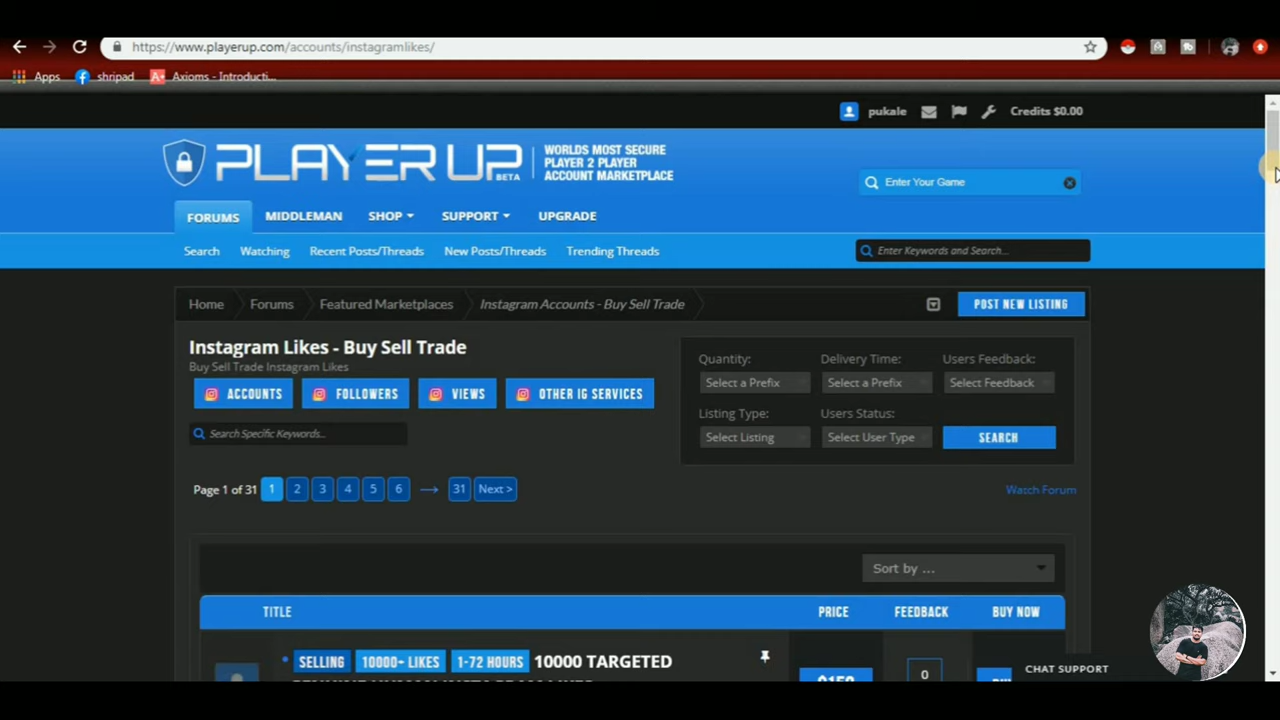 https://www.playerup.com/accounts/instagramlikes/
Apps shripad A+ Axioms - Introducti...
pukale Credits $0.00
PLAYER UP BETA
WORLDS MOST SECURE
PLAYER 2 PLAYER
ACCOUNT MARKETPLACE
Enter Your Game
FORUMS MIDDLEMAN SHOP SUPPORT UPGRADE
Search Watching Recent Posts/Threads New Posts/Threads Trending Threads
Enter Keywords and Search...
Home Forums Featured Marketplaces Instagram Accounts - Buy Sell Trade
POST NEW LISTING
Instagram Likes - Buy Sell Trade
Buy Sell Trade Instagram Likes
ACCOUNTS FOLLOWERS VIEWS OTHER IG SERVICES
Search Specific Keywords...
Quantity: Delivery Time: Users Feedback:
Select a Prefix Select a Prefix Select Feedback
Listing Type: Users Status:
Select Listing Select User Type SEARCH
Page 1 of 31 1 2 3 4 5 6 → 31 Next >
Watch Forum
Sort by ...
TITLE PRICE FEEDBACK BUY NOW
SELLING 10000+ LIKES 1-72 HOURS 10000 TARGETED
0
CHAT SUPPORT